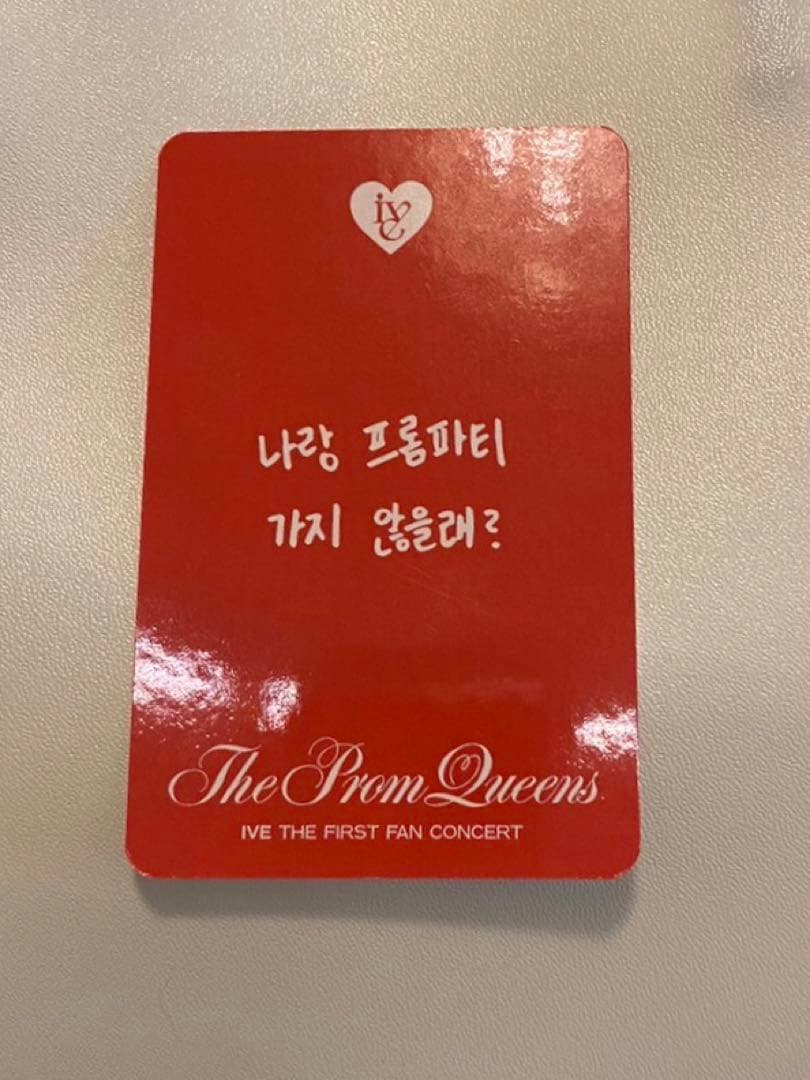 ive
나랑 프롬파티
가지 않을래?
The Prom Queens
IVE THE FIRST FAN CONCERT